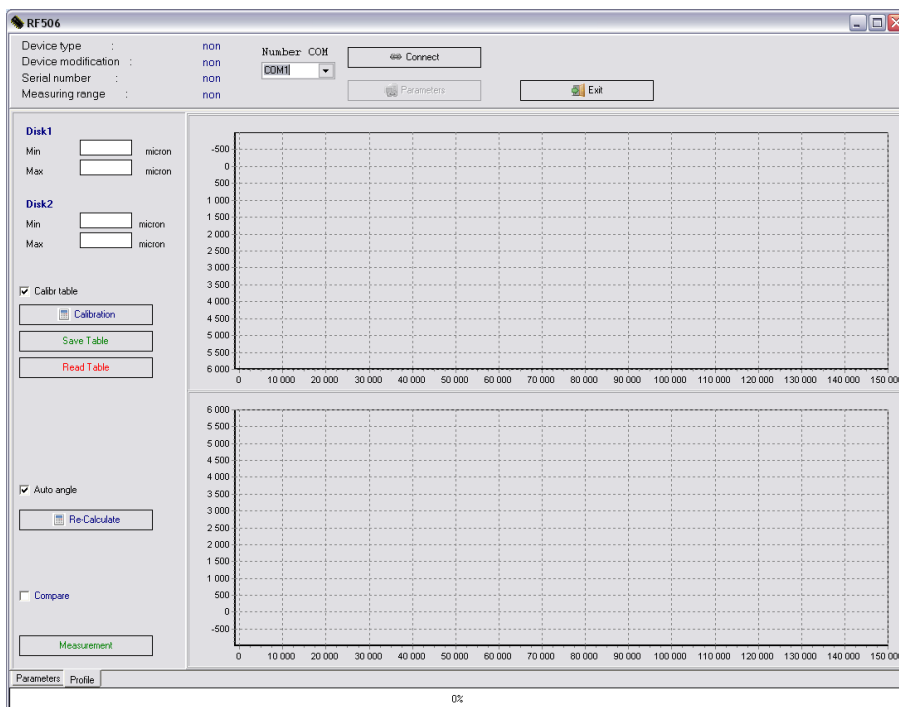 RF506
Device type : non
Device modification : non
Serial number : non
Measuring range : non
Number COM
COM1
Connect
Parameters
Exit
Disk1
Min micron
Max micron
Disk2
Min micron
Max micron
Calibr table
Calibration
Save Table
Read Table
Auto angle
Re-Calculate
Compare
Measurement
-500
0
500
1 000
1 500
2 000
2 500
3 000
3 500
4 000
4 500
5 000
5 500
6 000
0 10 000 20 000 30 000 40 000 50 000 60 000 70 000 80 000 90 000 100 000 110 000 120 000 130 000 140 000 150 000
6 000
5 500
5 000
4 500
4 000
3 500
3 000
2 500
2 000
1 500
1 000
500
0
-500
0 10 000 20 000 30 000 40 000 50 000 60 000 70 000 80 000 90 000 100 000 110 000 120 000 130 000 140 000 150 000
Parameters Profile
0%